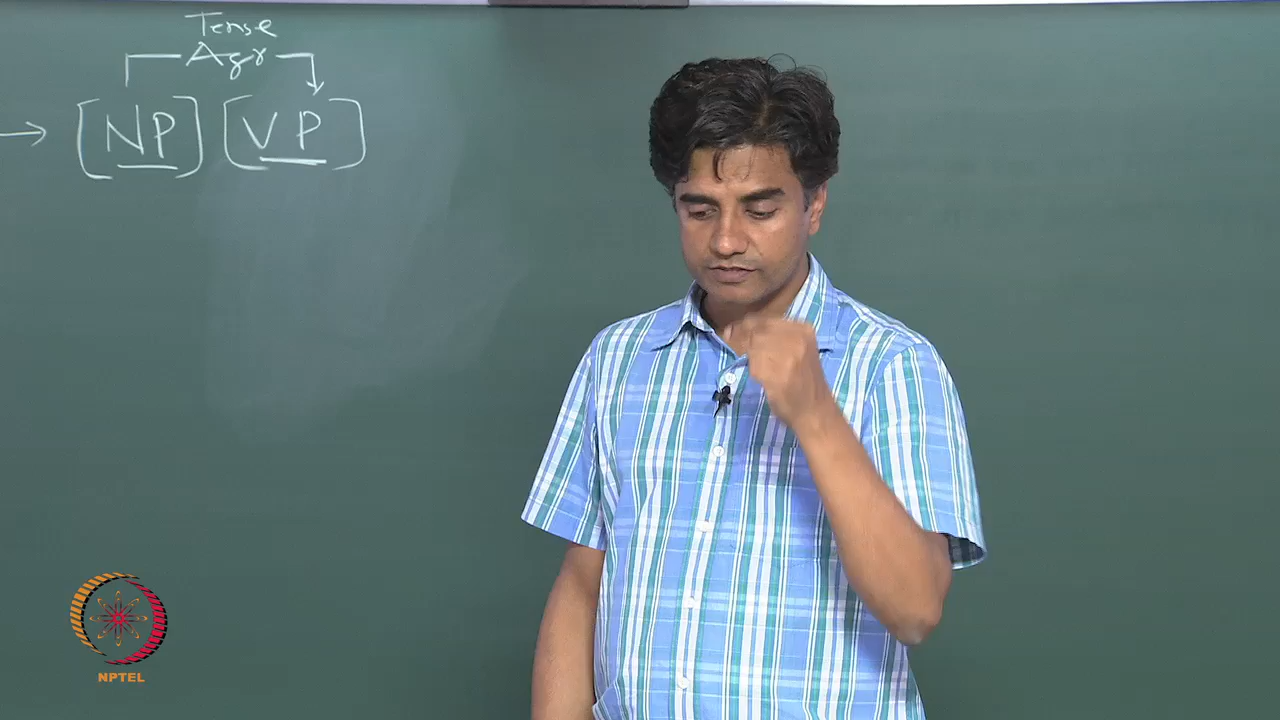 Tense
Agr
→ [NP] [VP]
NPTEL